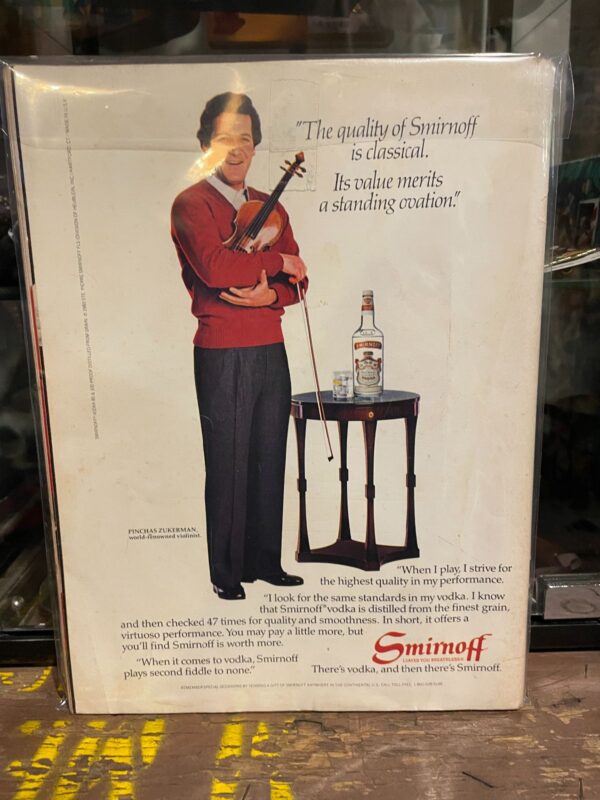 "The quality of Smirnoff
is classical.
Its value merits
a standing ovation."
SMIRNOFF
PINCHAS ZUKERMAN,
world-renowned violinist.
"When I play, I strive for
the highest quality in my performance.
"I look for the same standards in my vodka. I know
that Smirnoff® vodka is distilled from the finest grain,
and then checked 47 times for quality and smoothness. In short, it offers a
virtuoso performance. You may pay a little more, but
you'll find Smirnoff is worth more.
"When it comes to vodka, Smirnoff
plays second fiddle to none."
Smirnoff
LEAVES YOU BREATHLESS®
There's vodka, and then there's Smirnoff.